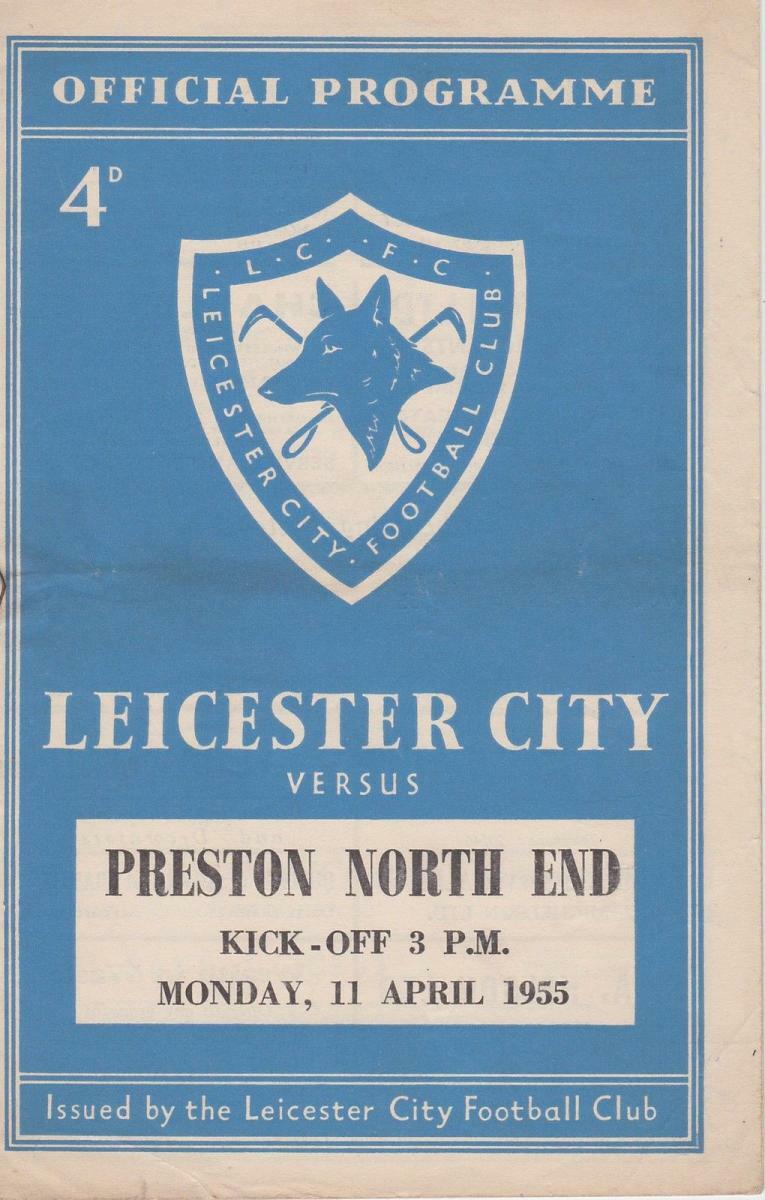 OFFICIAL PROGRAMME
4D
· L · C · · F · C ·
LEICESTER CITY · FOOTBALL CLUB
LEICESTER CITY
VERSUS
PRESTON NORTH END
KICK-OFF 3 P.M.
MONDAY, 11 APRIL 1955
Issued by the Leicester City Football Club